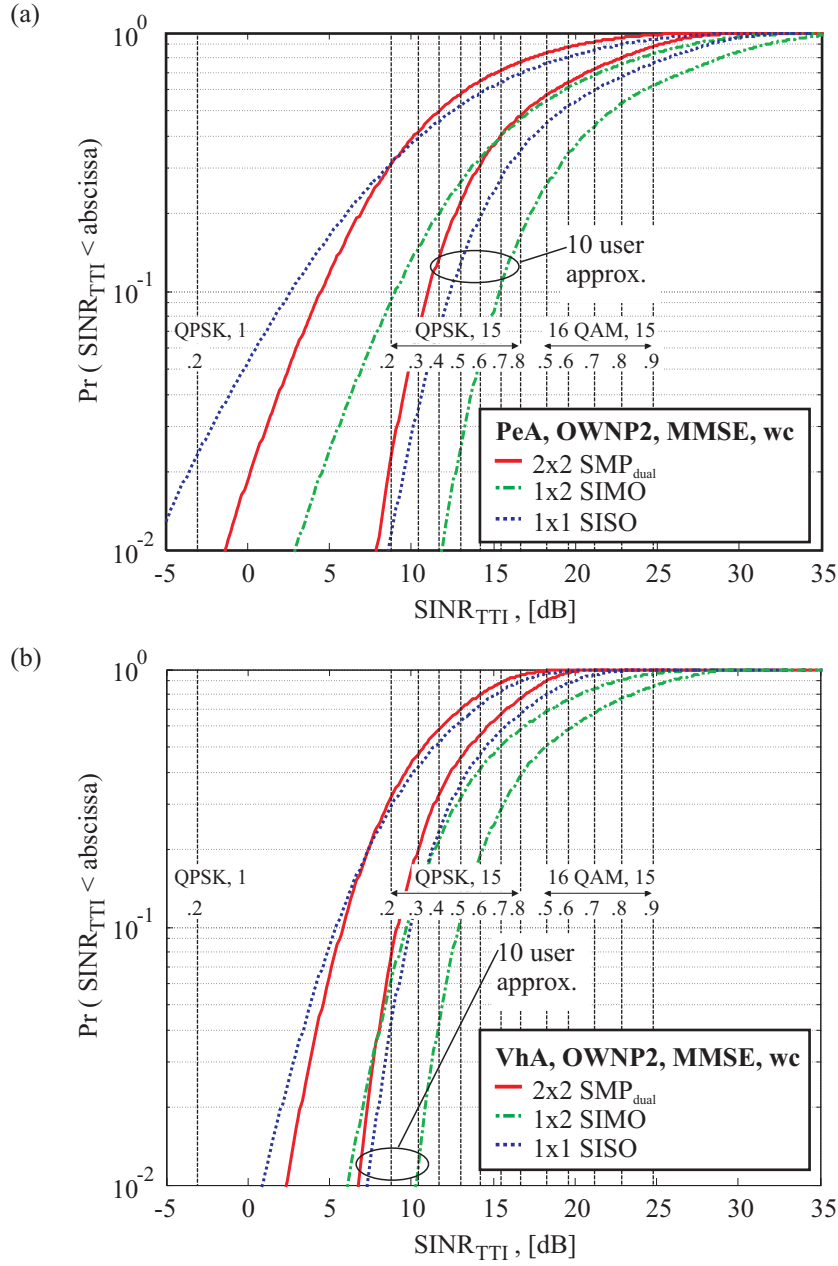 (a)
10^0
10^-1
10^-2
Pr ( SINR_TTI < abscissa)
10 user
approx.
QPSK, 1
QPSK, 15
16 QAM, 15
.2
.2 .3 .4 .5 .6 .7 .8 .5 .6 .7 .8 .9
PeA, OWNP2, MMSE, wc
2x2 SMP_dual
1x2 SIMO
1x1 SISO
-5 0 5 10 15 20 25 30 35
SINR_TTI , [dB]
(b)
10^0
10^-1
10^-2
Pr ( SINR_TTI < abscissa)
QPSK, 1
QPSK, 15
16 QAM, 15
.2
.2 .3 .4 .5 .6 .7 .8 .5 .6 .7 .8 .9
10 user
approx.
VhA, OWNP2, MMSE, wc
2x2 SMP_dual
1x2 SIMO
1x1 SISO
-5 0 5 10 15 20 25 30 35
SINR_TTI , [dB]